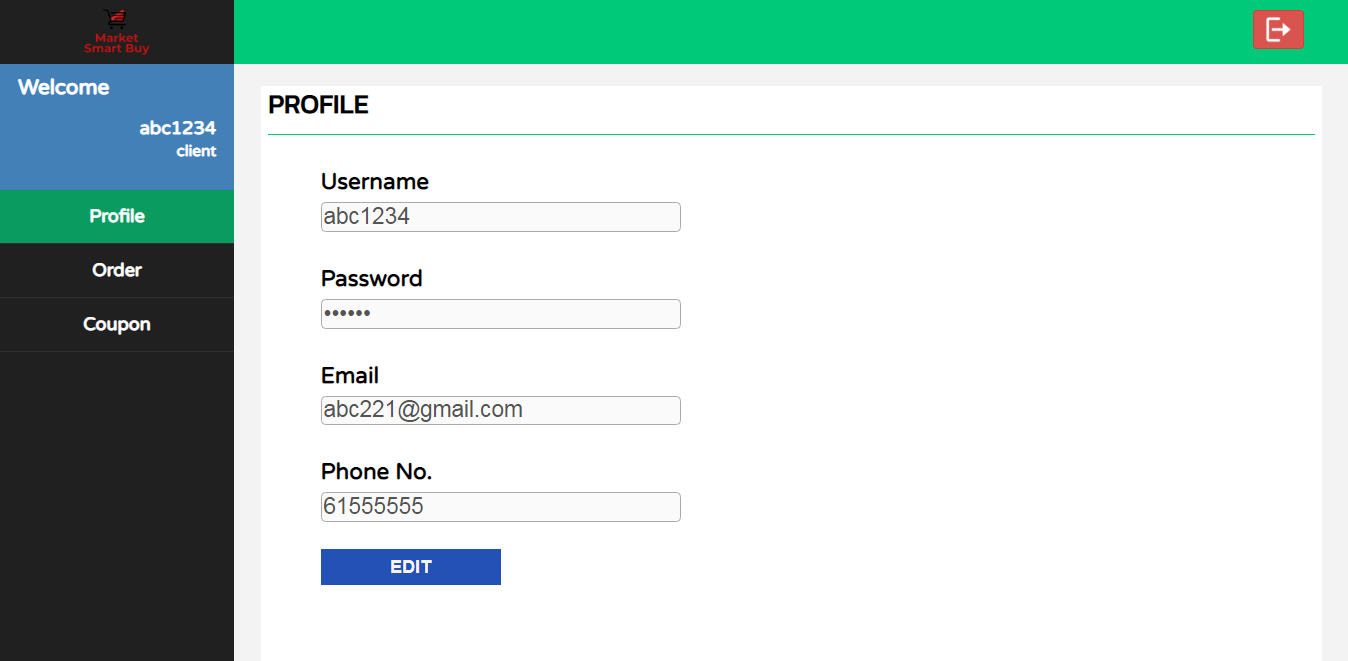 Market
Smart Buy
Welcome
abc1234
client
Profile
Order
Coupon
PROFILE
Username
abc1234
Password
••••••
Email
abc221@gmail.com
Phone No.
61555555
EDIT